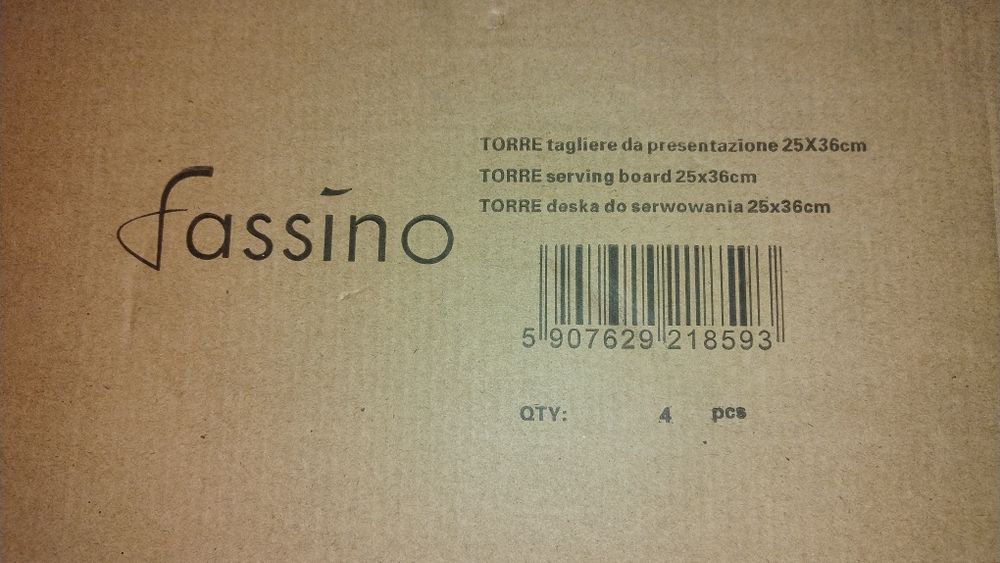 fassino
TORRE tagliere da presentazione 25X36cm
TORRE serving board 25x36cm
TORRE deska do serwowania 25x36cm
5 907629 218593
QTY: 4 pcs